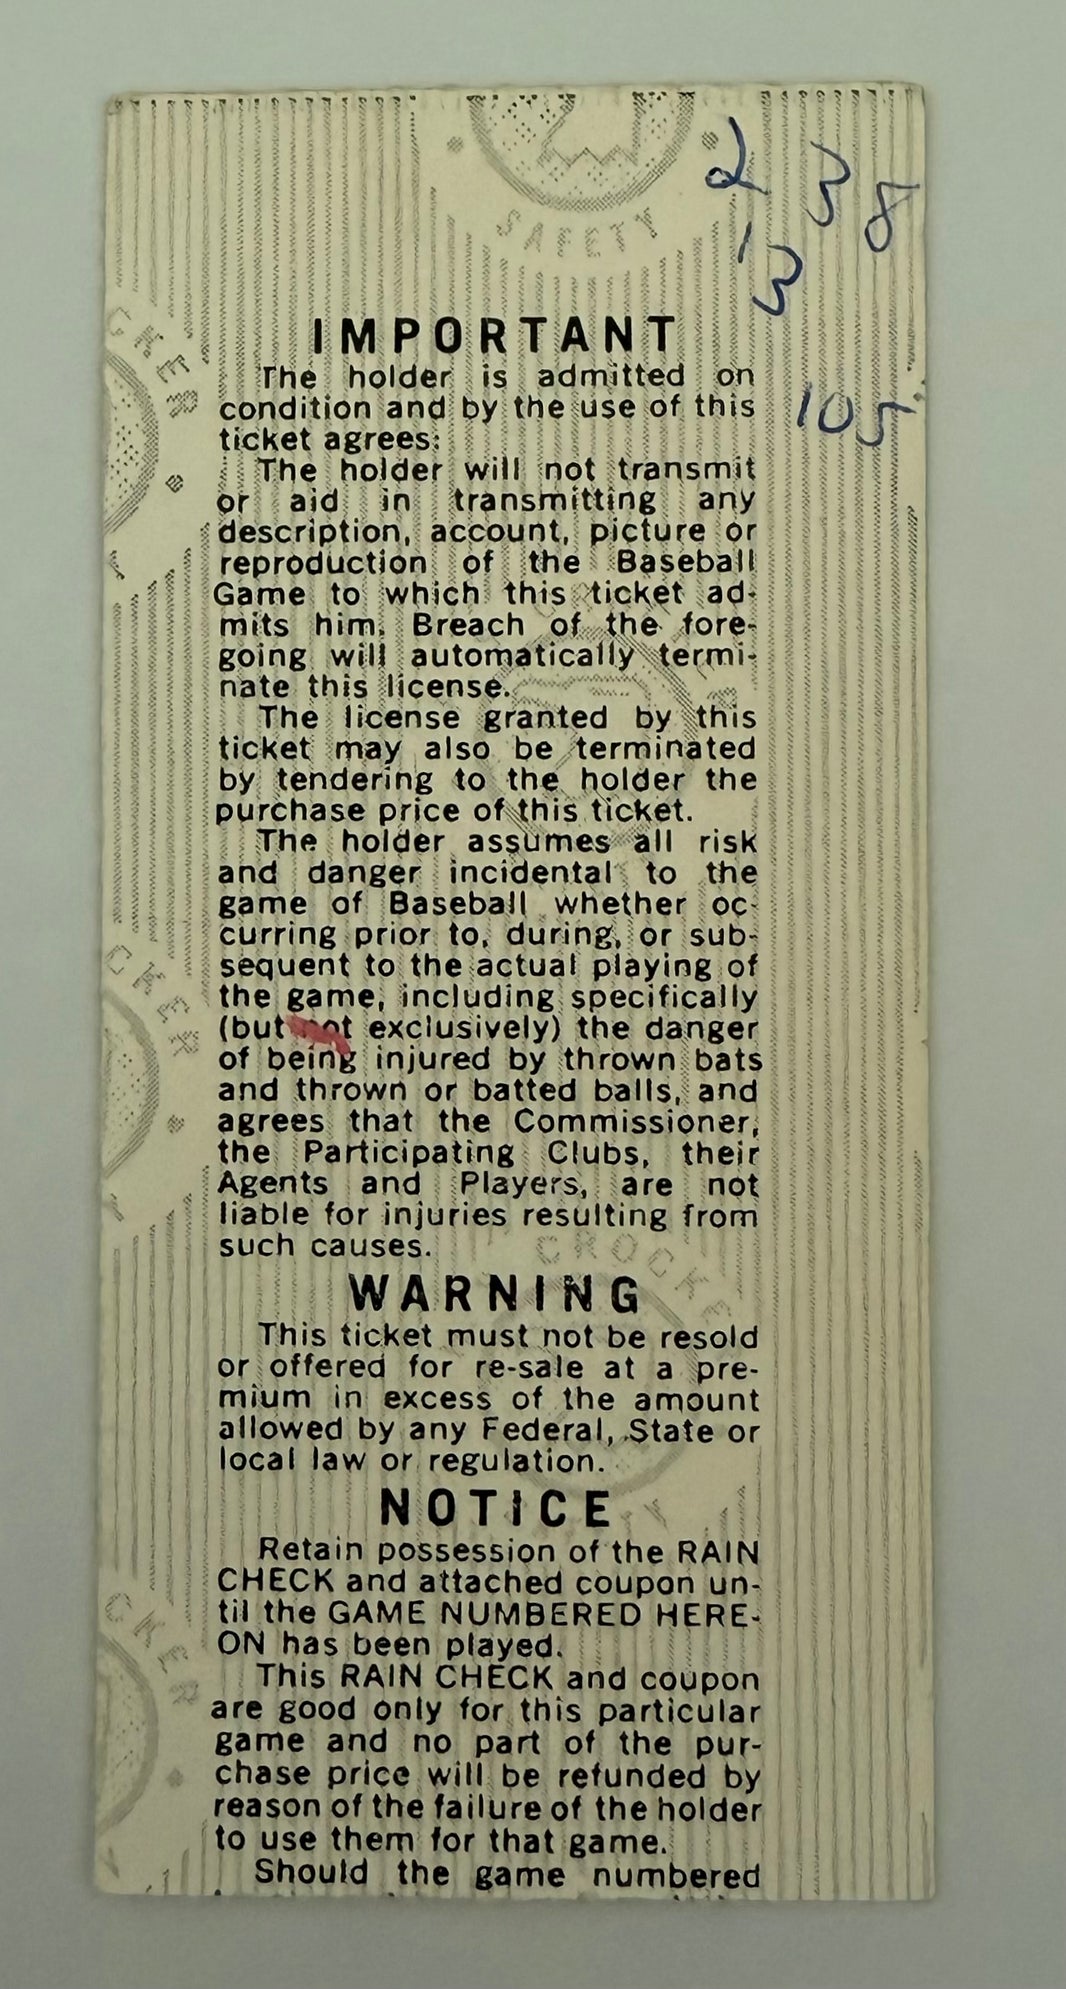 SAFETY
2 3 8
- 3
105
CKER
IMPORTANT
The holder is admitted on
condition and by the use of this
ticket agrees:
The holder will not transmit
or aid in transmitting any
description, account, picture or
reproduction of the Baseball
Game to which this ticket ad-
mits him. Breach of the fore-
going will automatically termi-
nate this license.
The license granted by this
ticket may also be terminated
by tendering to the holder the
purchase price of this ticket.
The holder assumes all risk
and danger incidental to the
game of Baseball whether oc-
curring prior to, during, or sub-
sequent to the actual playing of
the game, including specifically
(but not exclusively) the danger
of being injured by thrown bats
and thrown or batted balls, and
agrees that the Commissioner,
the Participating Clubs, their
Agents and Players, are not
liable for injuries resulting from
such causes.
CKER
CROCKE
WARNING
This ticket must not be resold
or offered for re-sale at a pre-
mium in excess of the amount
allowed by any Federal, State or
local law or regulation.
NOTICE
Retain possession of the RAIN
CHECK and attached coupon un-
til the GAME NUMBERED HERE-
ON has been played.
This RAIN CHECK and coupon
are good only for this particular
game and no part of the pur-
chase price will be refunded by
reason of the failure of the holder
to use them for that game.
Should the game numbered
CKER